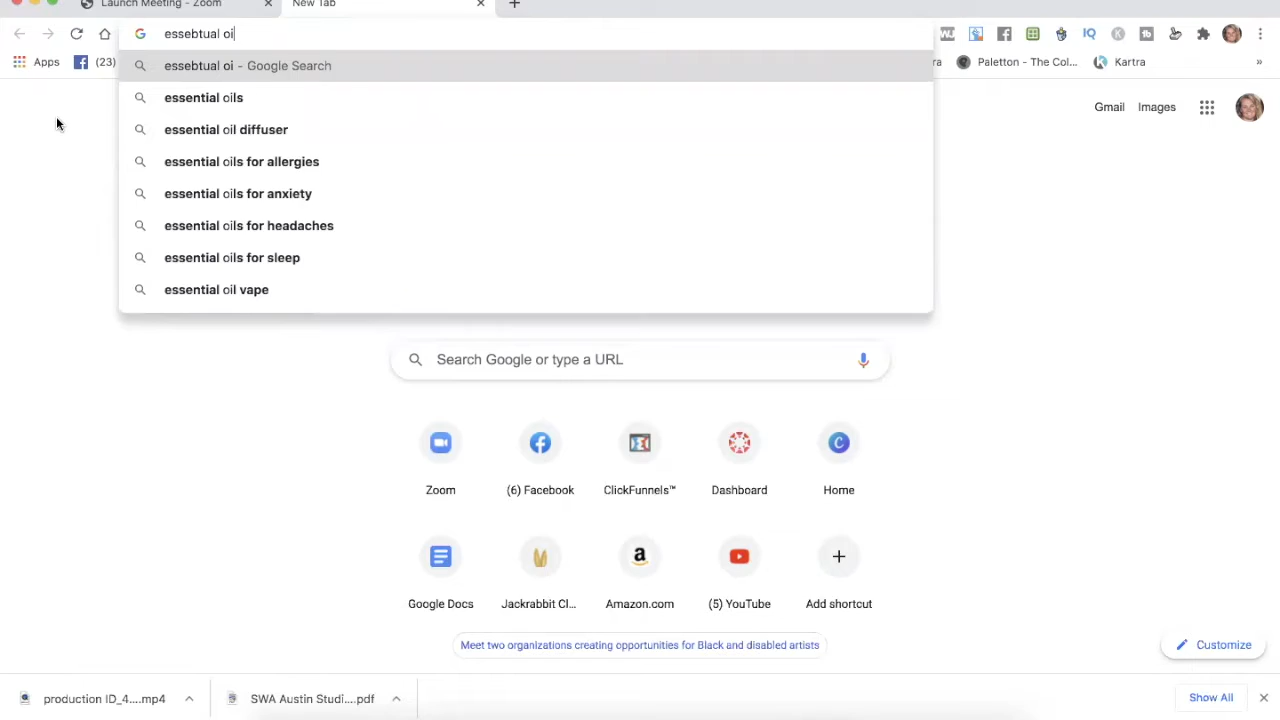 Launch Meeting - Zoom
New Tab
essebtual oi
Apps
(23)
ra
Paletton - The Col...
Kartra
»
essebtual oi - Google Search
essential oils
essential oil diffuser
essential oils for allergies
essential oils for anxiety
essential oils for headaches
essential oils for sleep
essential oil vape
Gmail
Images
Search Google or type a URL
Zoom
(6) Facebook
ClickFunnels™
Dashboard
Home
Google Docs
Jackrabbit Cl...
Amazon.com
(5) YouTube
Add shortcut
Meet two organizations creating opportunities for Black and disabled artists
Customize
production ID_4....mp4
SWA Austin Studi....pdf
Show All